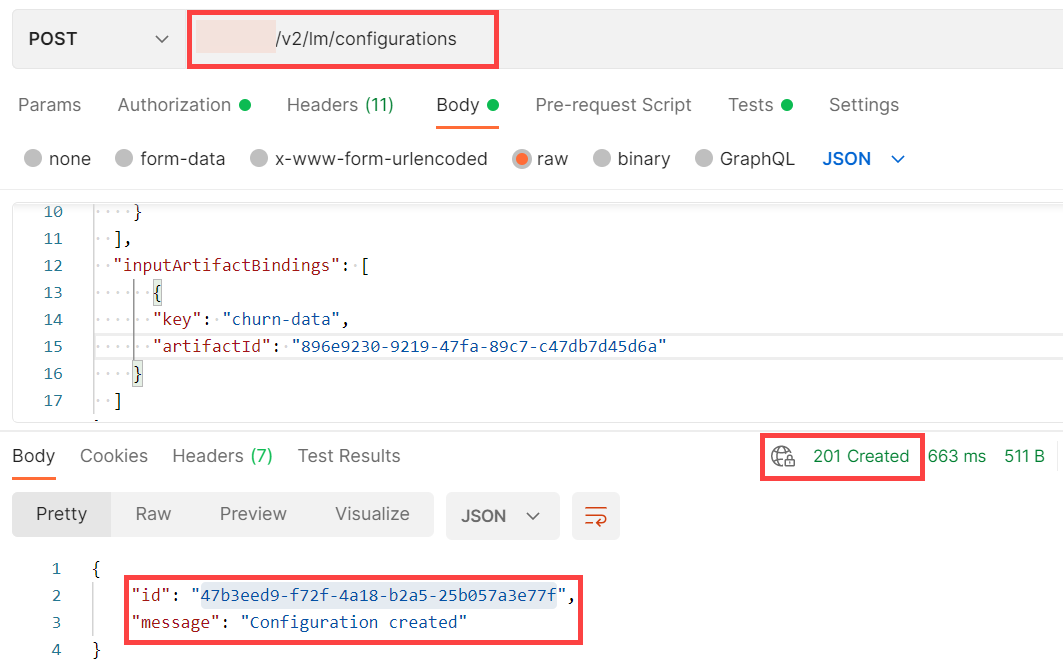 POST /v2/lm/configurations
Params Authorization Headers (11) Body Pre-request Script Tests Settings
none form-data x-www-form-urlencoded raw binary GraphQL JSON
10 }
11 ],
12 "inputArtifactBindings": [
13 {
14 "key": "churn-data",
15 "artifactId": "896e9230-9219-47fa-89c7-c47db7d45d6a"
16 }
17 ]
Body Cookies Headers (7) Test Results 201 Created 663 ms 511 B
Pretty Raw Preview Visualize JSON
1 {
2 "id": "47b3eed9-f72f-4a18-b2a5-25b057a3e77f",
3 "message": "Configuration created"
4 }